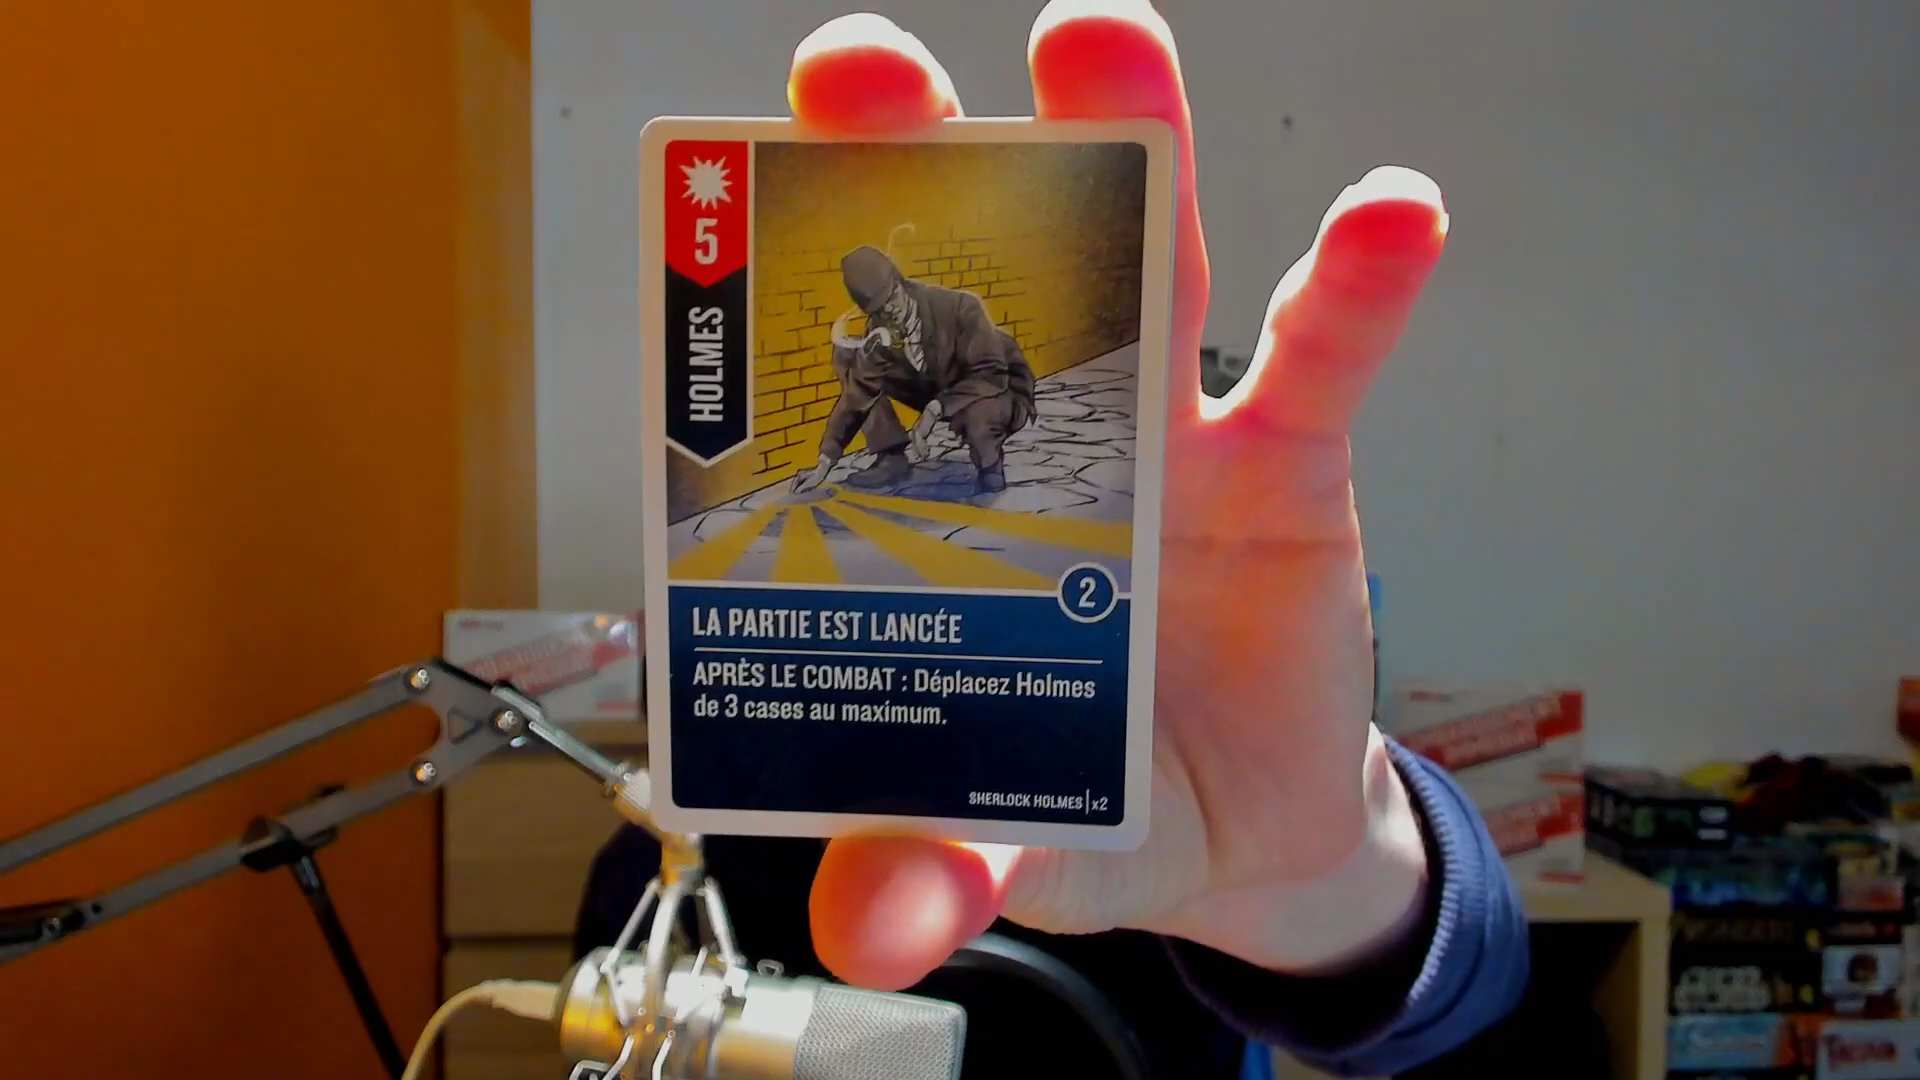 5
HOLMES
2
LA PARTIE EST LANCÉE
APRÈS LE COMBAT : Déplacez Holmes
de 3 cases au maximum.
SHERLOCK HOLMES | x2